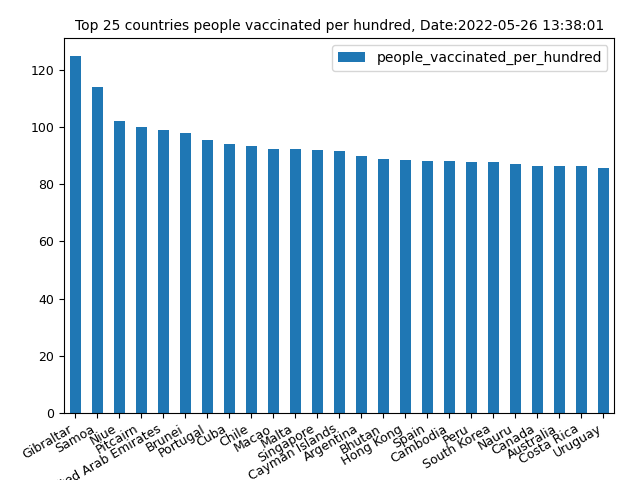 Top 25 countries people vaccinated per hundred, Date:2022-05-26 13:38:01
people_vaccinated_per_hundred
120
100
80
60
40
20
0
Gibraltar
Samoa
Niue
Pitcairn
Arab Emirates
Brunei
Portugal
Cuba
Chile
Macao
Malta
Singapore
Cayman Islands
Argentina
Bhutan
Hong Kong
Spain
Cambodia
Peru
South Korea
Nauru
Canada
Australia
Costa Rica
Uruguay